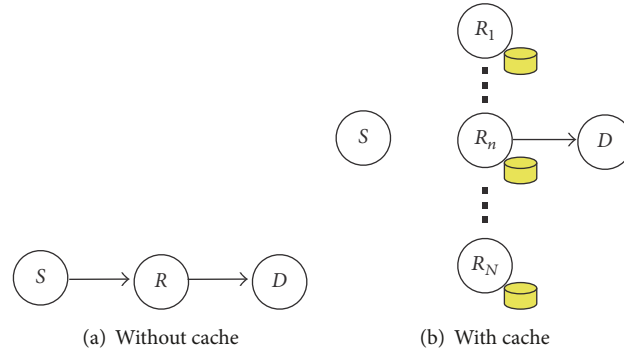 S
R
D
(a) Without cache
R1
S
Rn
D
RN
(b) With cache